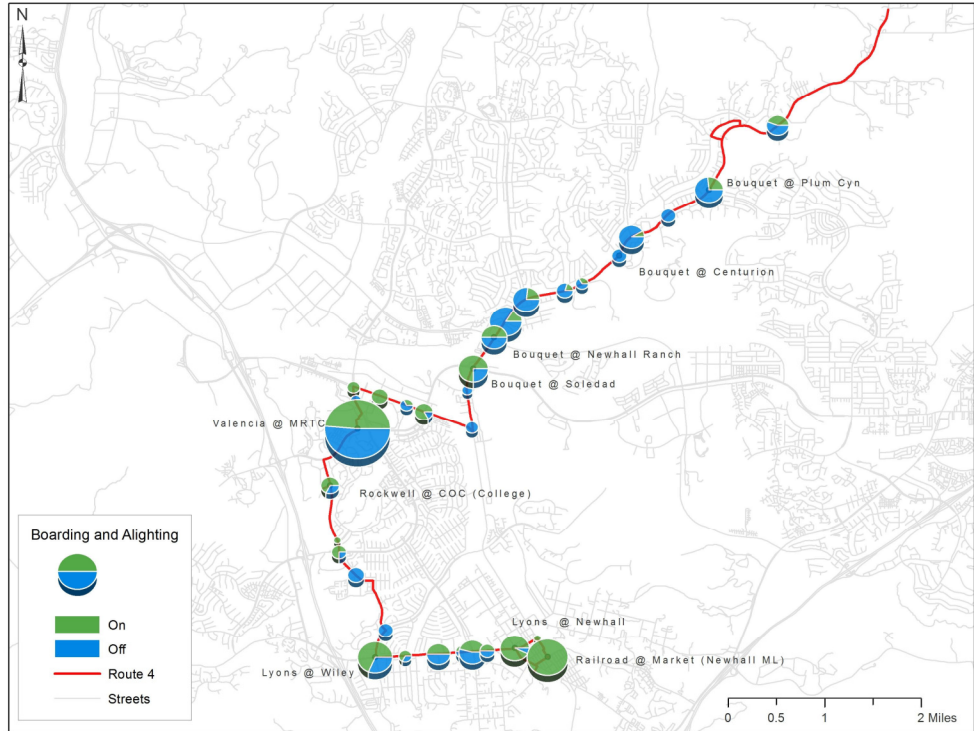 N
Bouquet @ Plum Cyn
Bouquet @ Centurion
Bouquet @ Newhall Ranch
Bouquet @ Soledad
Valencia @ MRTC
Rockwell @ COC (College)
Boarding and Alighting
On
Off
Route 4
Streets
Lyons @ Newhall
Lyons @ Wiley
Railroad @ Market (Newhall ML)
0 0.5 1 2 Miles